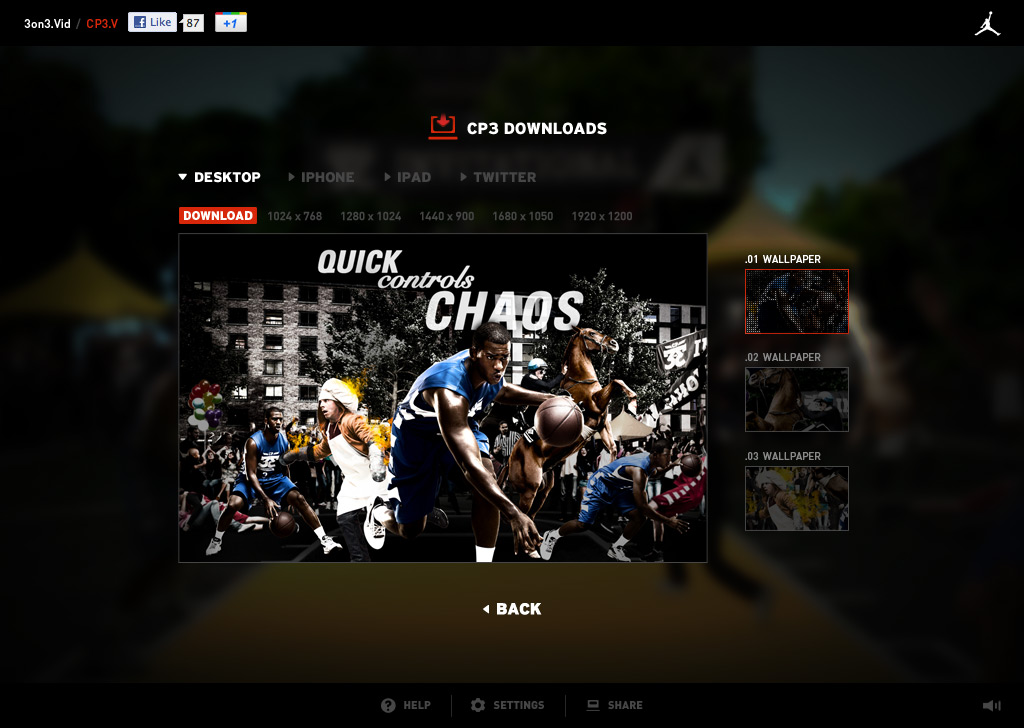 3on3.Vid / CP3.V Like 87 +1
CP3 DOWNLOADS
DESKTOP IPHONE IPAD TWITTER
DOWNLOAD 1024 x 768 1280 x 1024 1440 x 900 1680 x 1050 1920 x 1200
QUICK
controls
CHAOS
.01 WALLPAPER
.02 WALLPAPER
.03 WALLPAPER
BACK
HELP SETTINGS SHARE